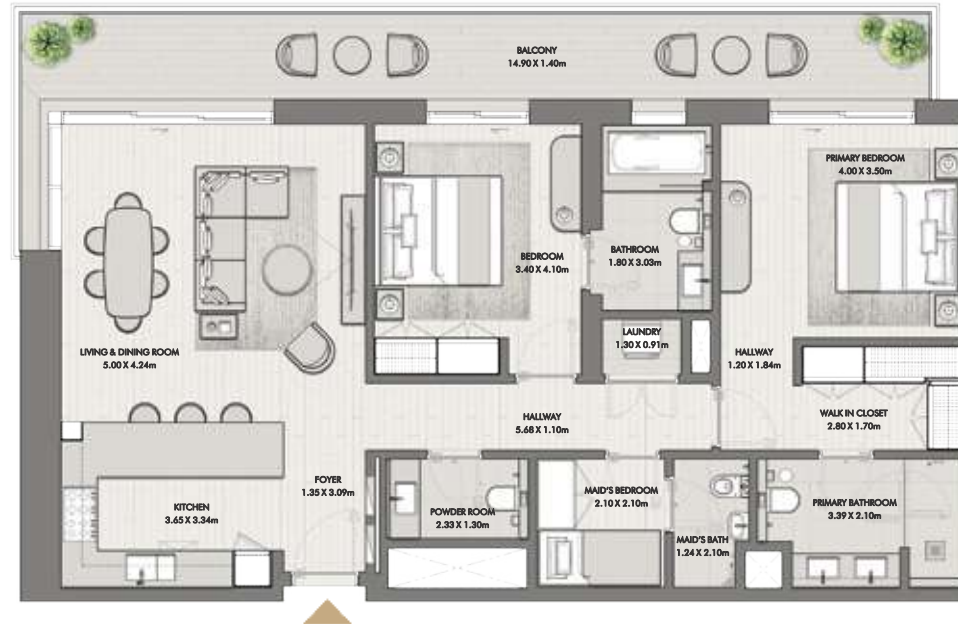 BALCONY
14.90 X 1.40m
PRIMARY BEDROOM
4.00 X 3.50m
BEDROOM
3.40 X 4.10m
BATHROOM
1.80 X 3.03m
LAUNDRY
1.30 X 0.91m
LIVING & DINING ROOM
5.00 X 4.24m
HALLWAY
1.20 X 1.84m
HALLWAY
5.68 X 1.10m
WALK IN CLOSET
2.80 X 1.70m
FOYER
1.35 X 3.09m
KITCHEN
3.65 X 3.34m
POWDER ROOM
2.33 X 1.30m
MAID'S BEDROOM
2.10 X 2.10m
MAID'S BATH
1.24 X 2.10m
PRIMARY BATHROOM
3.39 X 2.10m